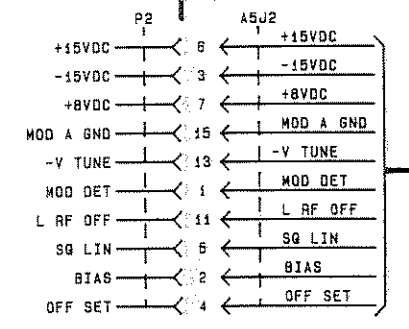 P2 A5J2
+15VDC 6 +15VDC
-15VDC 3 -15VDC
+8VDC 7 +8VDC
MOD A GND 15 MOD A GND
-V TUNE 13 -V TUNE
MOD DET 1 MOD DET
L RF OFF 11 L RF OFF
SQ LIN 5 SQ LIN
BIAS 2 BIAS
OFF SET 4 OFF SET